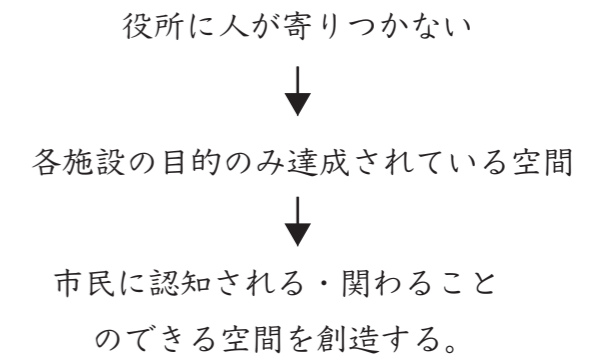 役所に人が寄りつかない
各施設の目的のみ達成されている空間
市民に認知される・関わること
のできる空間を創造する。